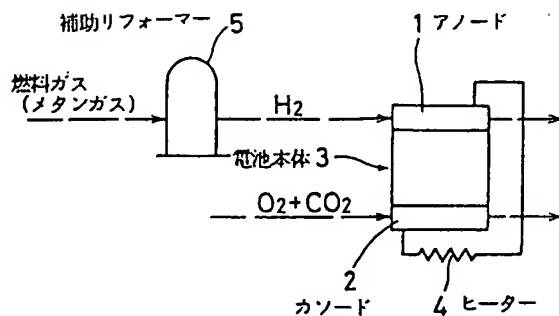 補助リフォーマー 5
1 アノード
燃料ガス
(メタンガス)
H2
電池本体 3
O2+CO2
2
カソード
4 ヒーター